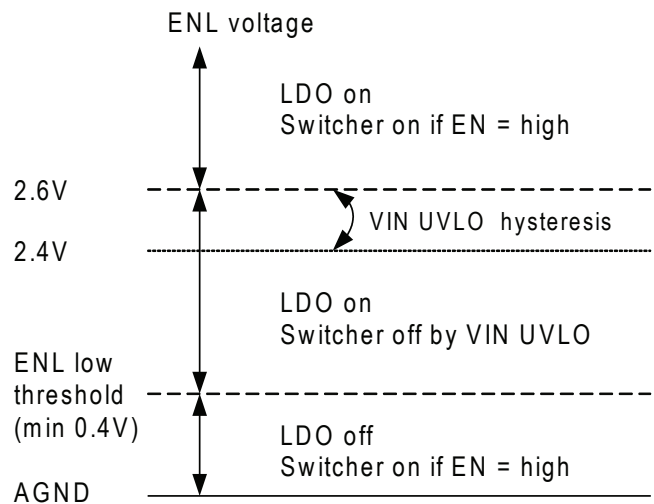 ENL voltage
LDO on
Switcher on if EN = high
2.6V
VIN UVLO hysteresis
2.4V
LDO on
Switcher off by VIN UVLO
ENL low
threshold
(min 0.4V)
LDO off
Switcher on if EN = high
AGND